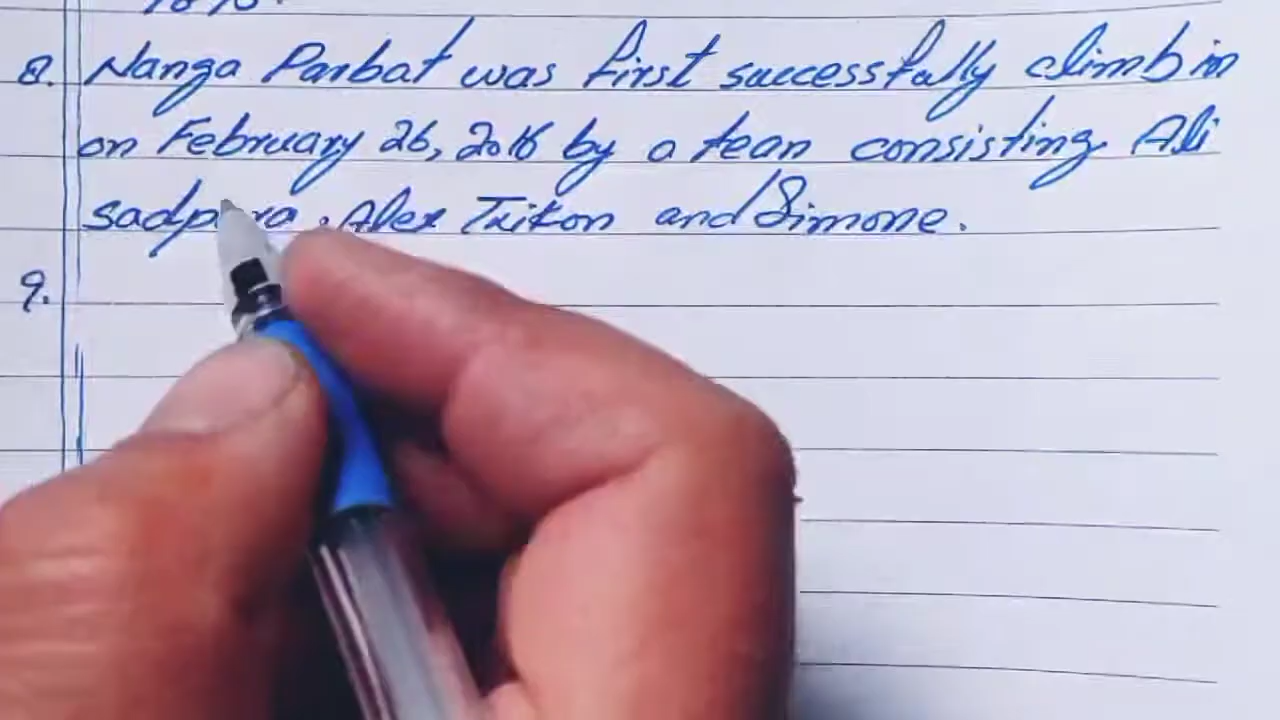 8. Nanga Parbat was first successfully climb in
on February 26, 2016 by a tean consisting Ali
Alex Txikon and Simone.
9.